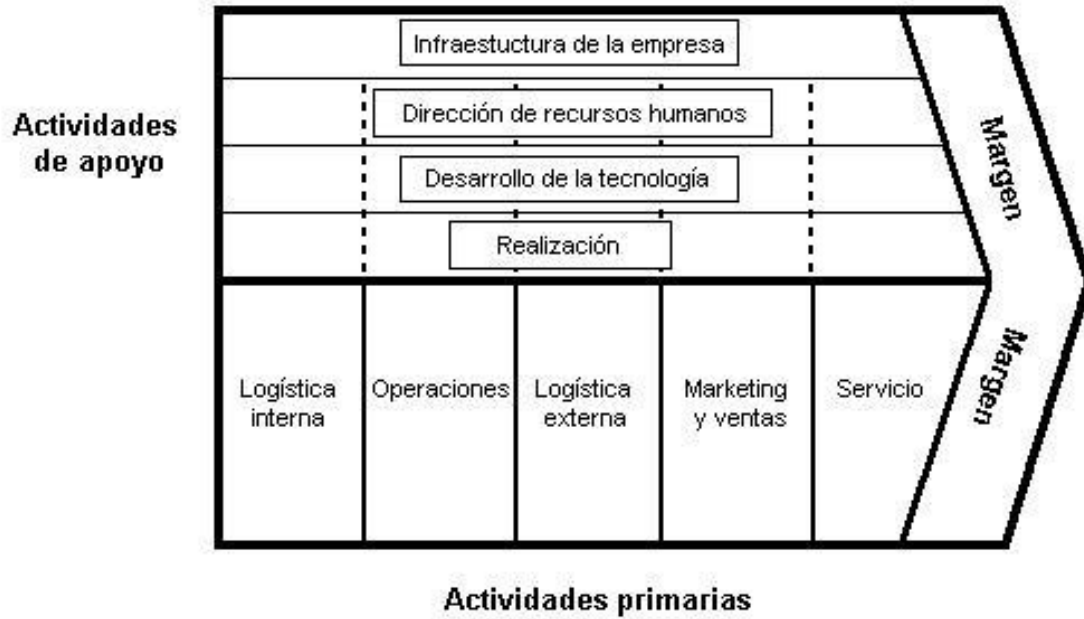 Infraestuctura de la empresa
Dirección de recursos humanos
Actividades
de apoyo
Desarrollo de la tecnología
Realización
Margen
Margen
Logística
interna
Operaciones
Logística
externa
Marketing
y ventas
Servicio
Actividades primarias